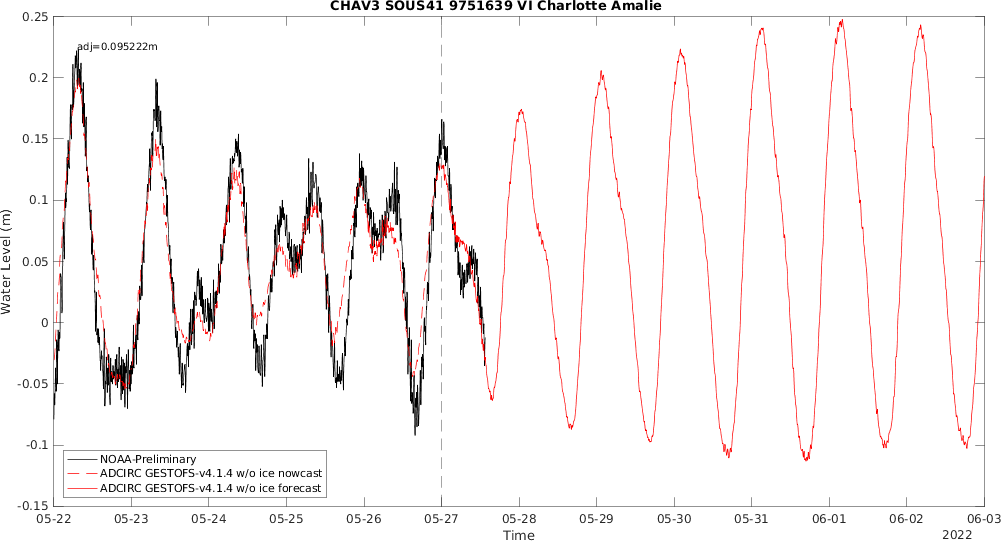 CHAV3 SOUS41 9751639 VI Charlotte Amalie
adj=0.095222m
0.25
0.2
0.15
0.1
0.05
0
-0.05
-0.1
-0.15
Water Level (m)
NOAA-Preliminary
ADCIRC GESTOFS-v4.1.4 w/o ice nowcast
ADCIRC GESTOFS-v4.1.4 w/o ice forecast
05-22 05-23 05-24 05-25 05-26 05-27 05-28 05-29 05-30 05-31 06-01 06-02 06-03
Time
2022